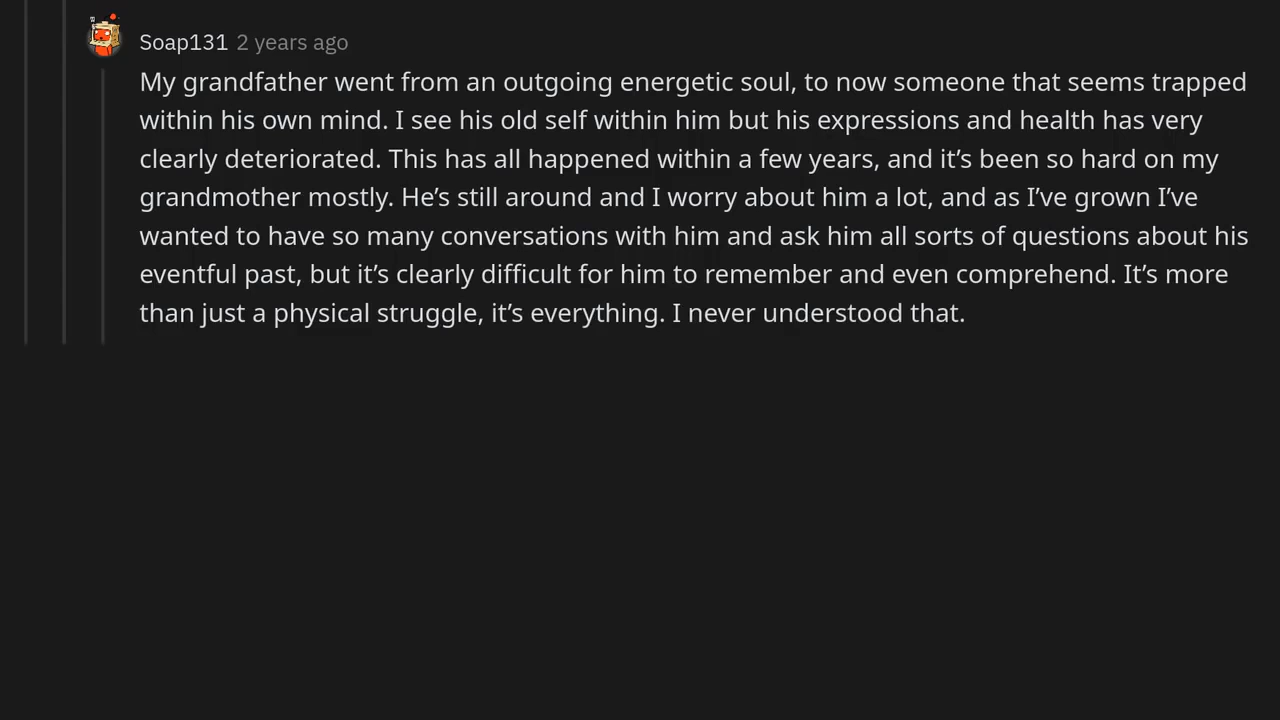 Soap131 2 years ago
My grandfather went from an outgoing energetic soul, to now someone that seems trapped
within his own mind. I see his old self within him but his expressions and health has very
clearly deteriorated. This has all happened within a few years, and it’s been so hard on my
grandmother mostly. He’s still around and I worry about him a lot, and as I’ve grown I’ve
wanted to have so many conversations with him and ask him all sorts of questions about his
eventful past, but it’s clearly difficult for him to remember and even comprehend. It’s more
than just a physical struggle, it’s everything. I never understood that.